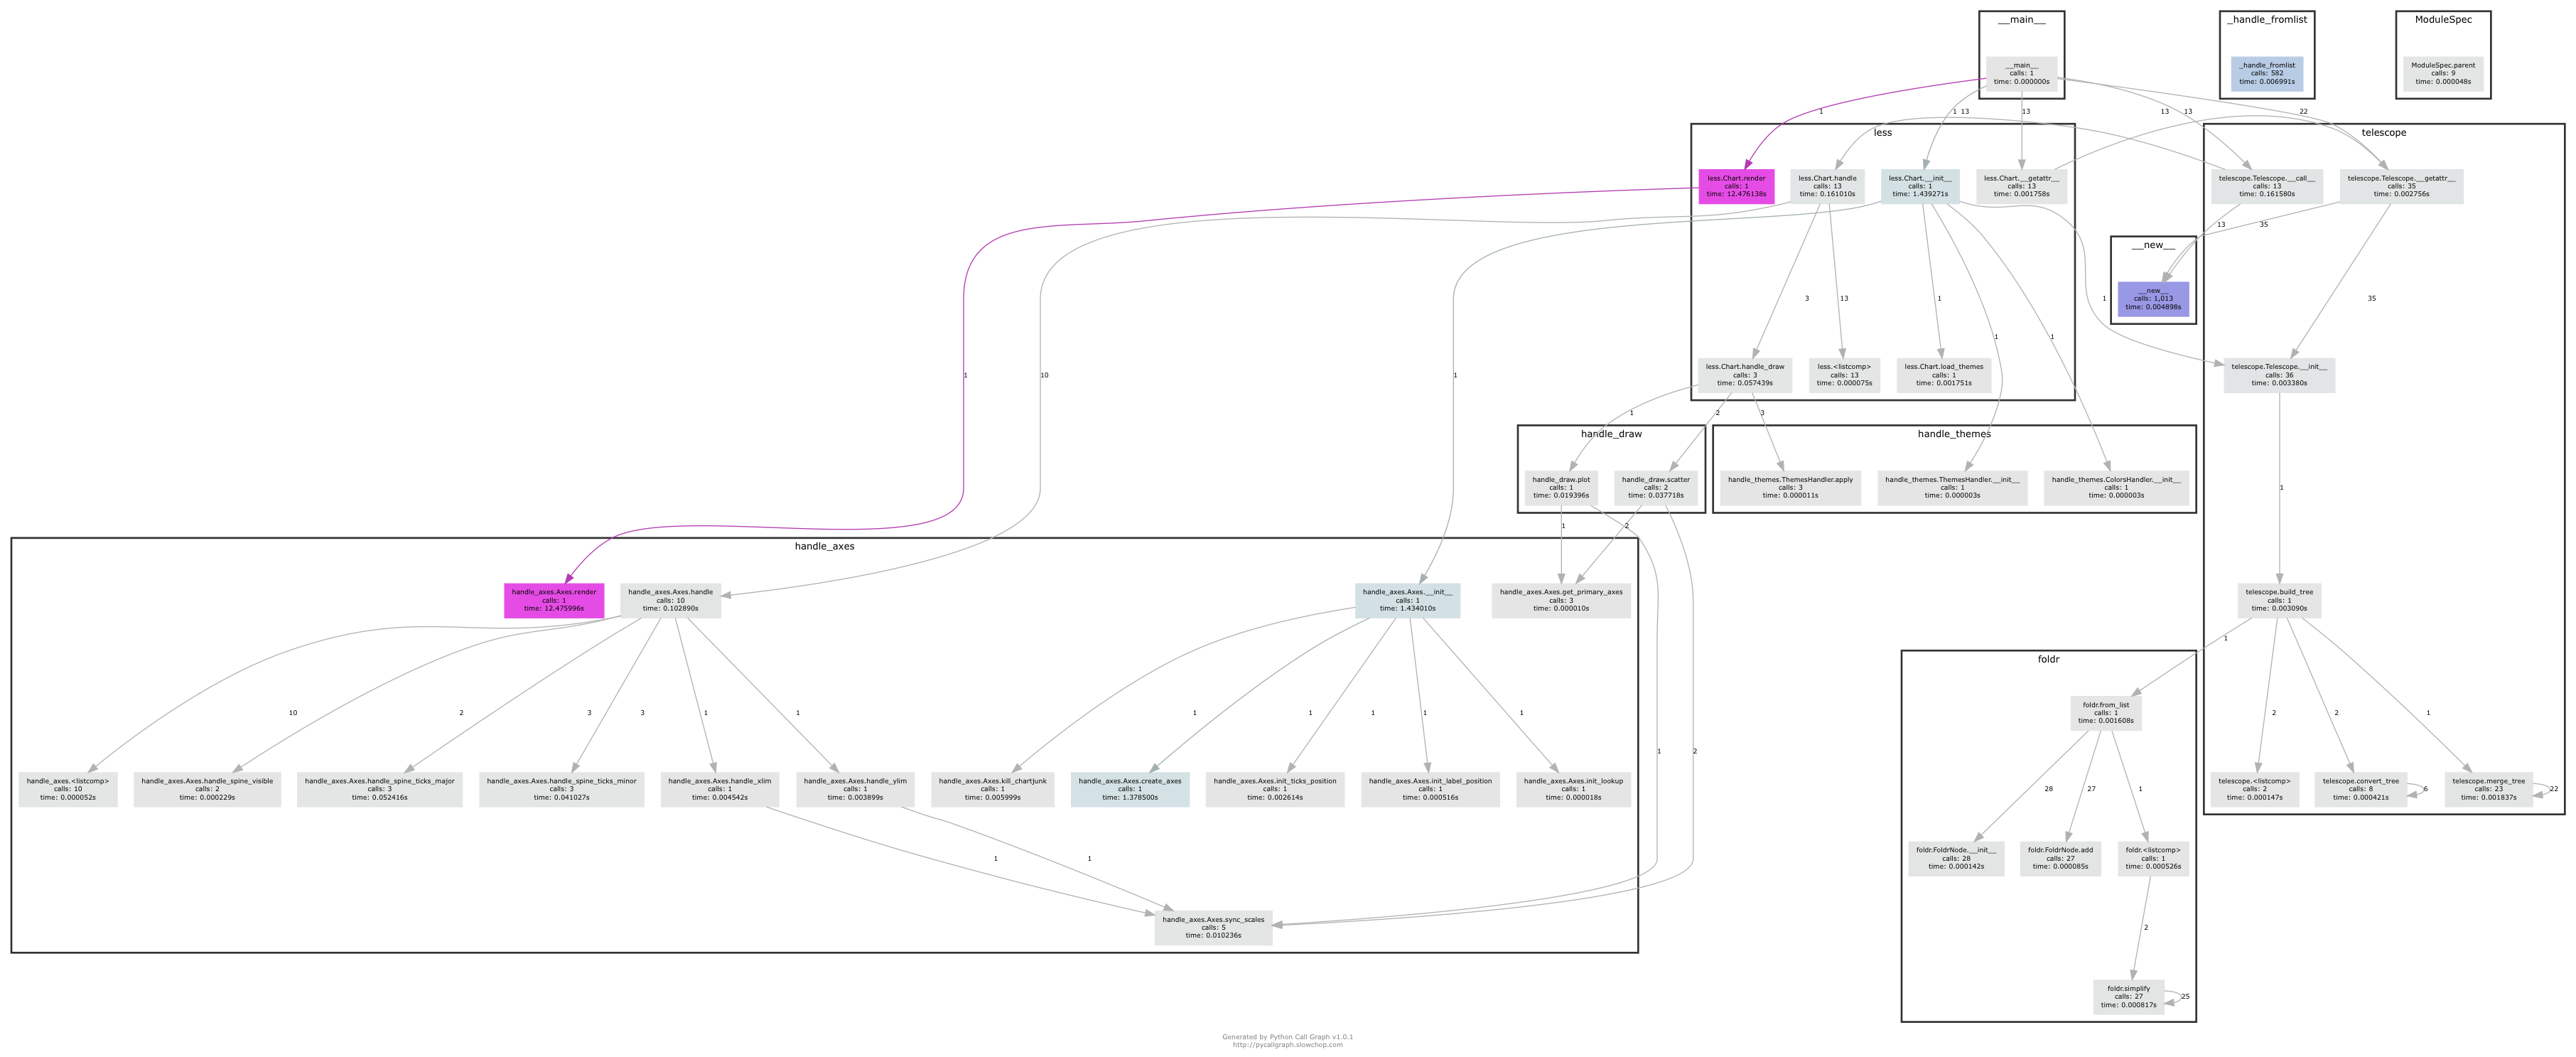 __main__
_handle_fromlist
ModuleSpec
__main__
calls: 1
time: 0.000000s
_handle_fromlist
calls: 582
time: 0.006991s
ModuleSpec.parent
calls: 9
time: 0.000048s
1
1
13
13
13
13
22
less
telescope
less.Chart.render
calls: 1
time: 12.476138s
less.Chart.handle
calls: 13
time: 0.161010s
less.Chart.__init__
calls: 1
time: 1.439271s
less.Chart.__getattr__
calls: 13
time: 0.001758s
telescope.Telescope.__call__
calls: 13
time: 0.161580s
telescope.Telescope.__getattr__
calls: 35
time: 0.002756s
13
35
__new__
__new__
calls: 1,013
time: 0.004898s
3
13
1
1
35
1
1
1
10
1
less.Chart.handle_draw
calls: 3
time: 0.057439s
less.<listcomp>
calls: 13
time: 0.000075s
less.Chart.load_themes
calls: 1
time: 0.001751s
telescope.Telescope.__init__
calls: 36
time: 0.003380s
1
2
3
handle_draw
handle_themes
handle_draw.plot
calls: 1
time: 0.019396s
handle_draw.scatter
calls: 2
time: 0.037718s
handle_themes.ThemesHandler.apply
calls: 3
time: 0.000011s
handle_themes.ThemesHandler.__init__
calls: 1
time: 0.000003s
handle_themes.ColorsHandler.__init__
calls: 1
time: 0.000003s
1
1
2
handle_axes
handle_axes.Axes.render
calls: 1
time: 12.475996s
handle_axes.Axes.handle
calls: 10
time: 0.102890s
handle_axes.Axes.__init__
calls: 1
time: 1.434010s
handle_axes.Axes.get_primary_axes
calls: 3
time: 0.000010s
telescope.build_tree
calls: 1
time: 0.003090s
1
foldr
foldr.from_list
calls: 1
time: 0.001608s
10
2
3
3
1
1
1
1
1
1
1
2
2
1
1
2
handle_axes.<listcomp>
calls: 10
time: 0.000052s
handle_axes.Axes.handle_spine_visible
calls: 2
time: 0.000229s
handle_axes.Axes.handle_spine_ticks_major
calls: 3
time: 0.052416s
handle_axes.Axes.handle_spine_ticks_minor
calls: 3
time: 0.041027s
handle_axes.Axes.handle_xlim
calls: 1
time: 0.004542s
handle_axes.Axes.handle_ylim
calls: 1
time: 0.003899s
handle_axes.Axes.kill_chartjunk
calls: 1
time: 0.005999s
handle_axes.Axes.create_axes
calls: 1
time: 1.378500s
handle_axes.Axes.init_ticks_position
calls: 1
time: 0.002614s
handle_axes.Axes.init_label_position
calls: 1
time: 0.000516s
handle_axes.Axes.init_lookup
calls: 1
time: 0.000018s
telescope.<listcomp>
calls: 2
time: 0.000147s
telescope.convert_tree
calls: 8
time: 0.000421s
6
telescope.merge_tree
calls: 23
time: 0.001837s
22
28
27
1
1
1
foldr.FoldrNode.__init__
calls: 28
time: 0.000142s
foldr.FoldrNode.add
calls: 27
time: 0.000085s
foldr.<listcomp>
calls: 1
time: 0.000526s
handle_axes.Axes.sync_scales
calls: 5
time: 0.010236s
2
foldr.simplify
calls: 27
time: 0.000817s
25
Generated by Python Call Graph v1.0.1
http://pycallgraph.slowchop.com